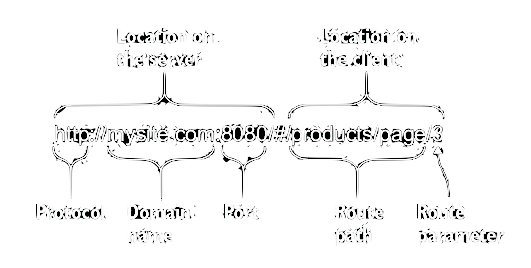 Location on
the server
Location on
the client
http://mysite.com:8080/#/products/page/3
Protocol
Domain
name
Port
Route
path
Route
parameter